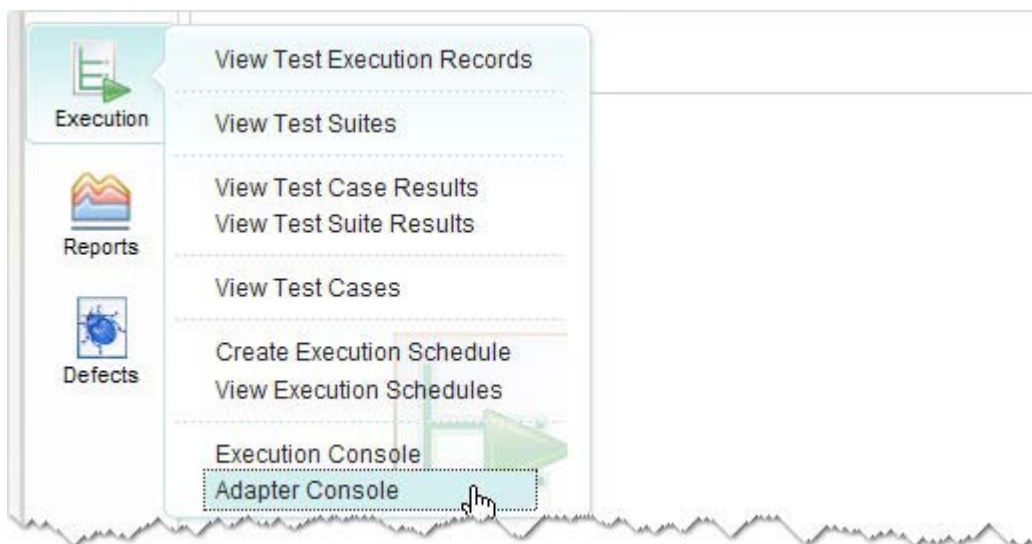 Execution
Reports
Defects
View Test Execution Records
View Test Suites
View Test Case Results
View Test Suite Results
View Test Cases
Create Execution Schedule
View Execution Schedules
Execution Console
Adapter Console